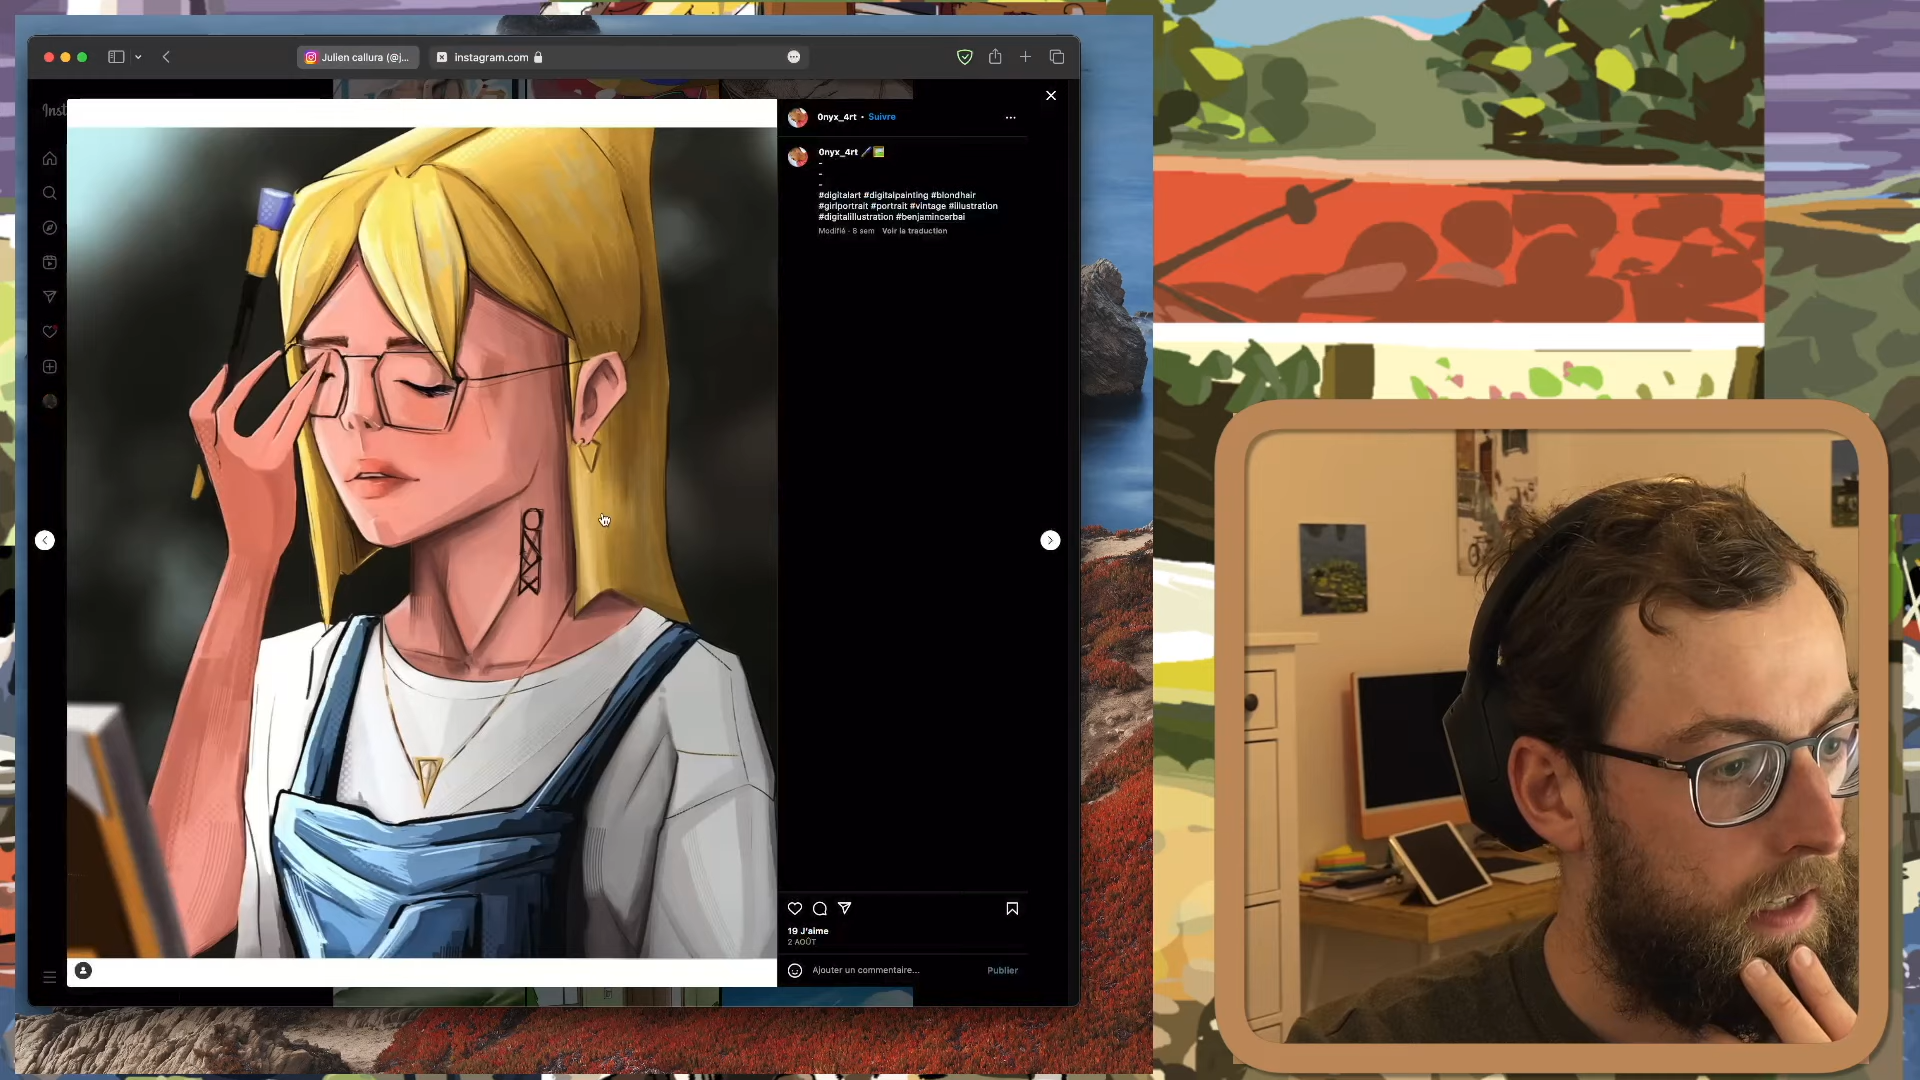 Julien callura (@j...
instagram.com
Inst
0nyx_4rt • Suivre
0nyx_4rt 🖌️🖼️
-
-
-
#digitalart #digitalpainting #blondhair
#girlportrait #portrait #vintage #illustration
#digitalillustration #benjamincerbai
Modifié · 8 sem Voir la traduction
19 J'aime
2 AOÛT
Ajouter un commentaire...
Publier